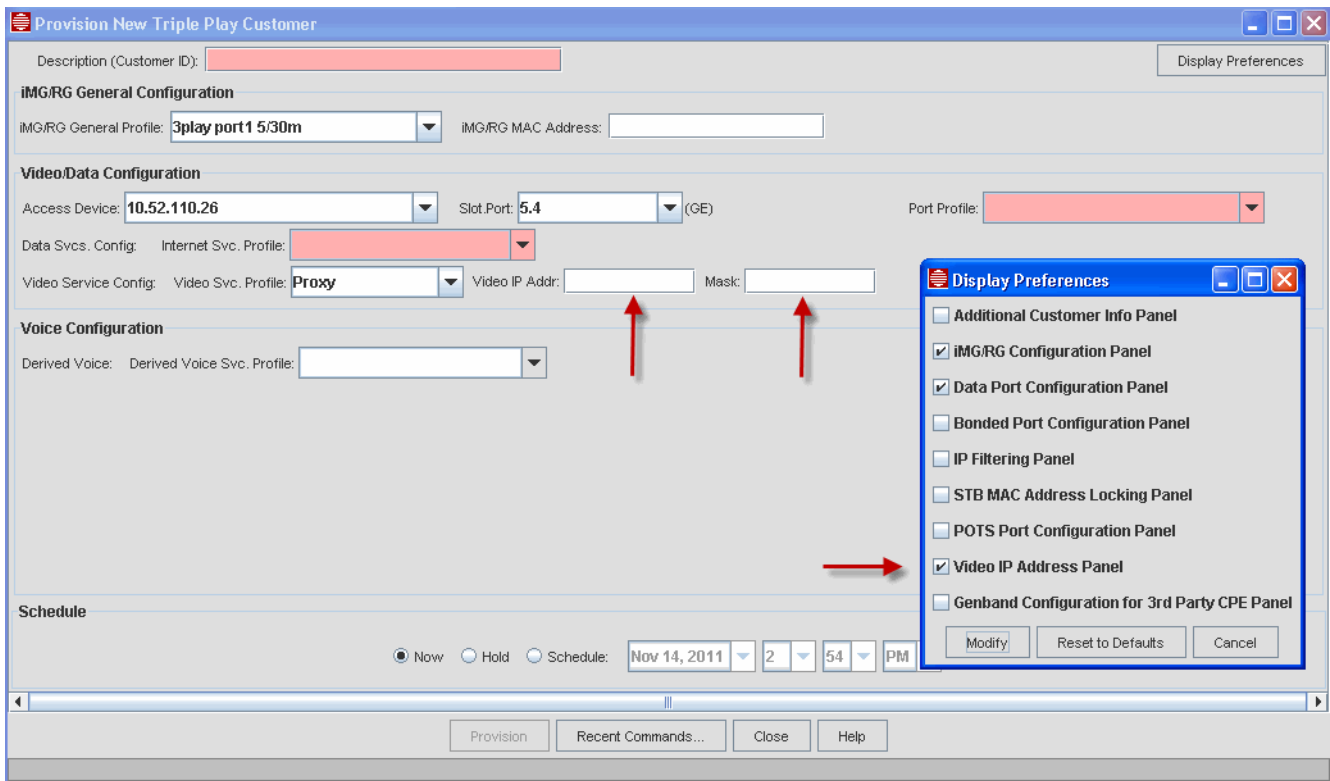 Provision New Triple Play Customer
Description (Customer ID):
Display Preferences
iMG/RG General Configuration
iMG/RG General Profile: 3play port1 5/30m iMG/RG MAC Address:
Video/Data Configuration
Access Device: 10.52.110.26 Slot.Port: 5.4 (GE) Port Profile:
Data Svcs. Config: Internet Svc. Profile:
Video Service Config: Video Svc. Profile: Proxy Video IP Addr: Mask:
Voice Configuration
Derived Voice: Derived Voice Svc. Profile:
Display Preferences
Additional Customer Info Panel
iMG/RG Configuration Panel
Data Port Configuration Panel
Bonded Port Configuration Panel
IP Filtering Panel
STB MAC Address Locking Panel
POTS Port Configuration Panel
Video IP Address Panel
Genband Configuration for 3rd Party CPE Panel
Modify Reset to Defaults Cancel
Schedule
Now Hold Schedule: Nov 14, 2011 2 54 PM
Provision Recent Commands... Close Help